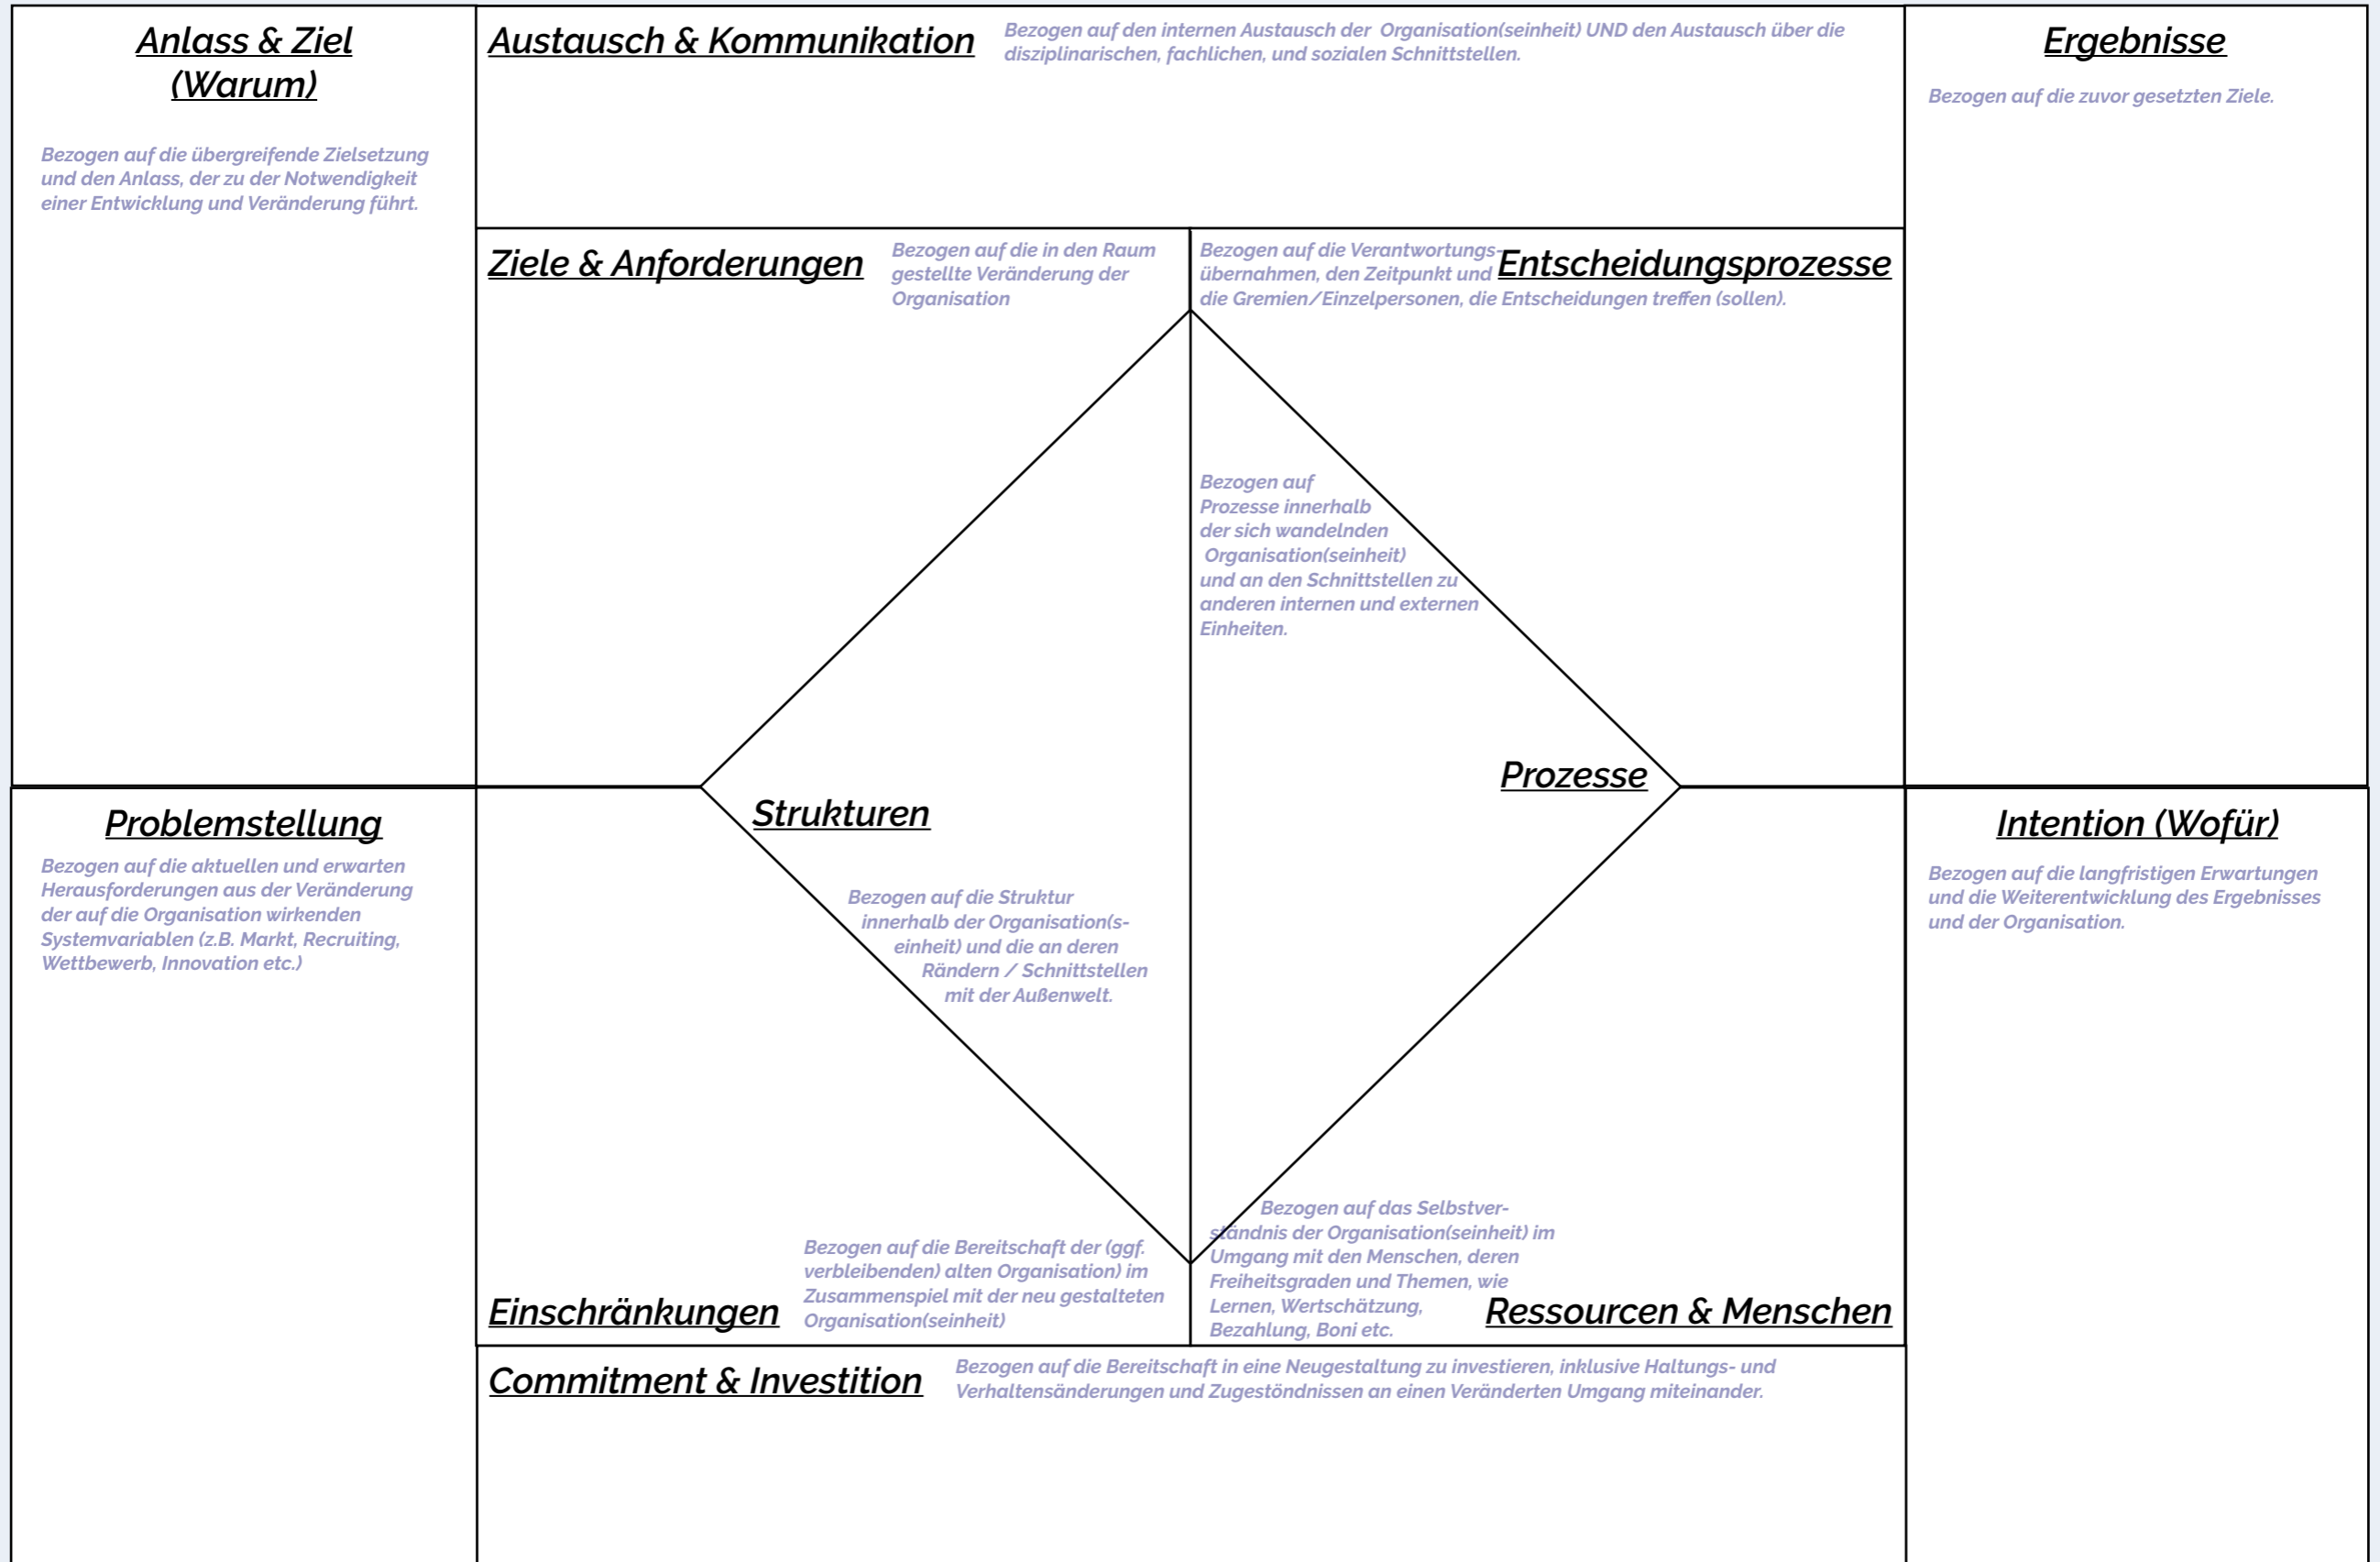 Anlass & Ziel
(Warum)
Bezogen auf die übergreifende Zielsetzung
und den Anlass, der zu der Notwendigkeit
einer Entwicklung und Veränderung führt.
Austausch & Kommunikation
Bezogen auf den internen Austausch der Organisation(seinheit) UND den Austausch über die
disziplinarischen, fachlichen, und sozialen Schnittstellen.
Ergebnisse
Bezogen auf die zuvor gesetzten Ziele.
Ziele & Anforderungen
Bezogen auf die in den Raum
gestellte Veränderung der
Organisation
Entscheidungsprozesse
Bezogen auf die Verantwortungs-
übernahmen, den Zeitpunkt und
die Gremien/Einzelpersonen, die Entscheidungen treffen (sollen).
Bezogen auf
Prozesse innerhalb
der sich wandelnden
Organisation(seinheit)
und an den Schnittstellen zu
anderen internen und externen
Einheiten.
Prozesse
Strukturen
Bezogen auf die Struktur
innerhalb der Organisation(s-
einheit) und die an deren
Rändern / Schnittstellen
mit der Außenwelt.
Problemstellung
Bezogen auf die aktuellen und erwarten
Herausforderungen aus der Veränderung
der auf die Organisation wirkenden
Systemvariablen (z.B. Markt, Recruiting,
Wettbewerb, Innovation etc.)
Intention (Wofür)
Bezogen auf die langfristigen Erwartungen
und die Weiterentwicklung des Ergebnisses
und der Organisation.
Einschränkungen
Bezogen auf die Bereitschaft der (ggf.
verbleibenden) alten Organisation) im
Zusammenspiel mit der neu gestalteten
Organisation(seinheit)
Bezogen auf das Selbstver-
ständnis der Organisation(seinheit) im
Umgang mit den Menschen, deren
Freiheitsgraden und Themen, wie
Lernen, Wertschätzung,
Bezahlung, Boni etc.
Ressourcen & Menschen
Commitment & Investition
Bezogen auf die Bereitschaft in eine Neugestaltung zu investieren, inklusive Haltungs- und
Verhaltensänderungen und Zugestöndnissen an einen Veränderten Umgang miteinander.